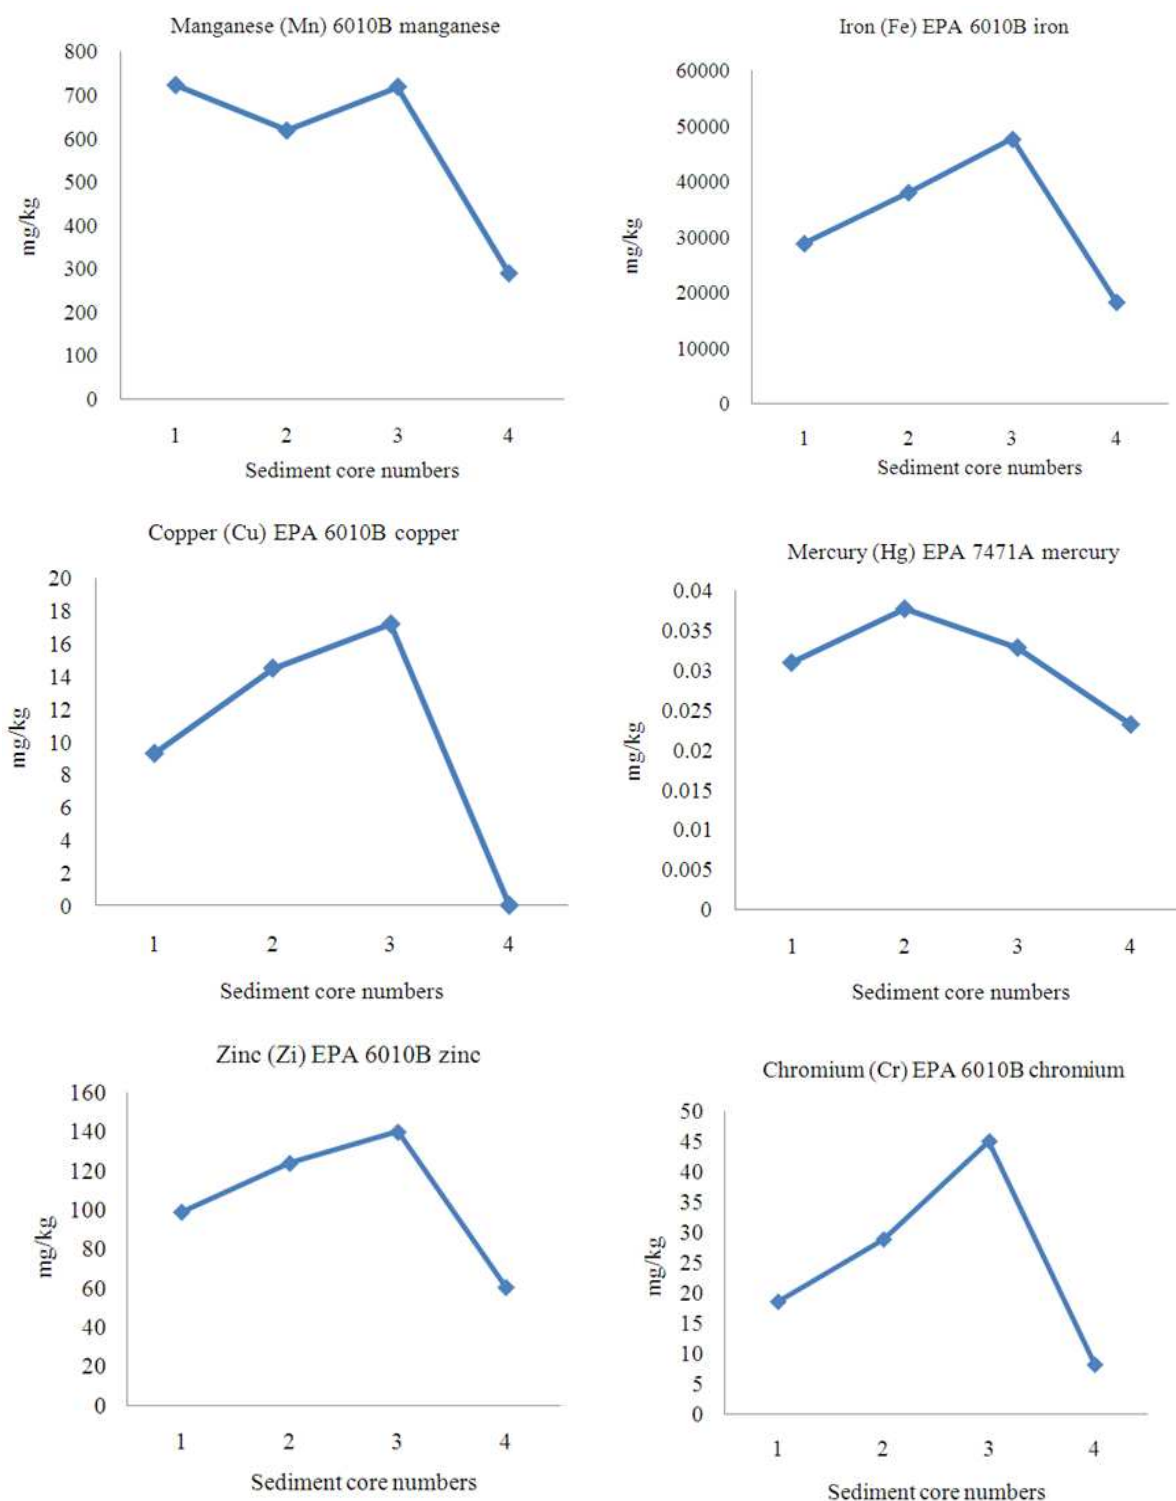 Manganese (Mn) 6010B manganese
800
700
600
500
400
300
200
100
0
mg/kg
1 2 3 4
Sediment core numbers
Iron (Fe) EPA 6010B iron
60000
50000
40000
30000
20000
10000
0
mg/kg
1 2 3 4
Sediment core numbers
Copper (Cu) EPA 6010B copper
20
18
16
14
12
10
8
6
4
2
0
mg/kg
1 2 3 4
Sediment core numbers
Mercury (Hg) EPA 7471A mercury
0.04
0.035
0.03
0.025
0.02
0.015
0.01
0.005
0
mg/kg
1 2 3 4
Sediment core numbers
Zinc (Zi) EPA 6010B zinc
160
140
120
100
80
60
40
20
0
mg/kg
1 2 3 4
Sediment core numbers
Chromium (Cr) EPA 6010B chromium
50
45
40
35
30
25
20
15
10
5
0
mg/kg
1 2 3 4
Sediment core numbers